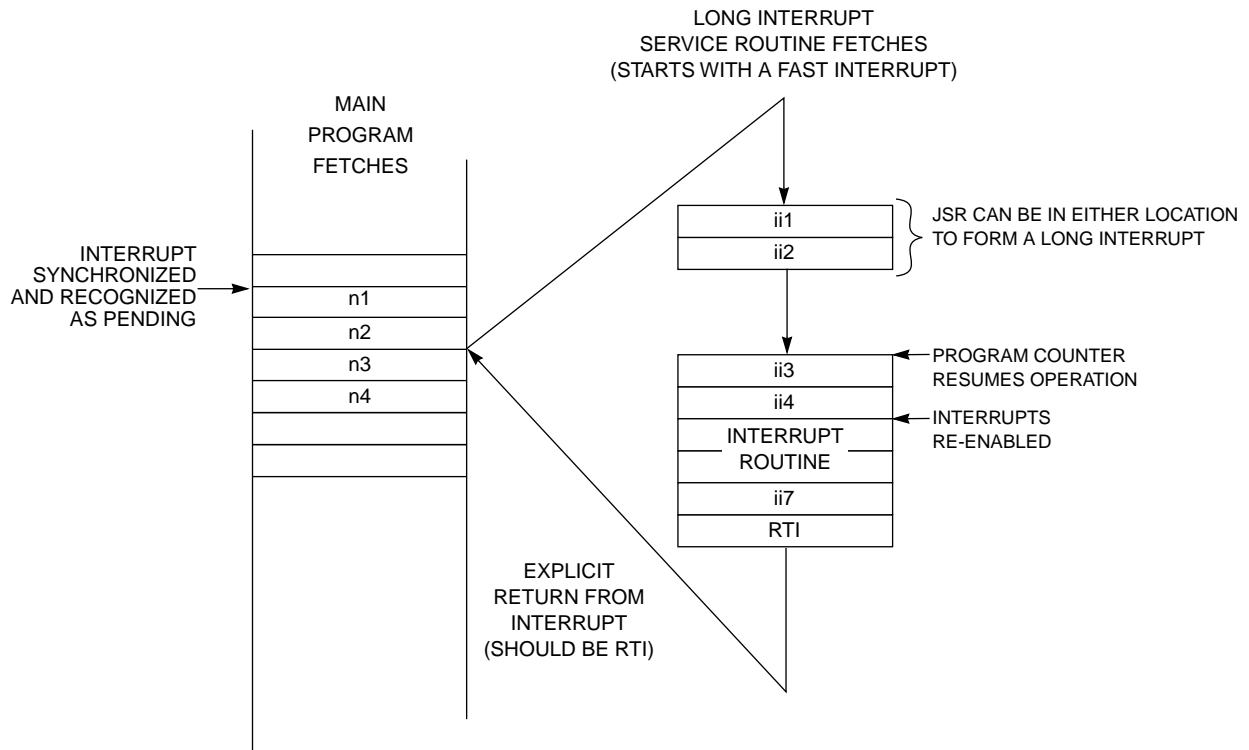 LONG INTERRUPT
SERVICE ROUTINE FETCHES
(STARTS WITH A FAST INTERRUPT)
MAIN
PROGRAM
FETCHES
INTERRUPT
SYNCHRONIZED
AND RECOGNIZED
AS PENDING
n1
n2
n3
n4
ii1
ii2
JSR CAN BE IN EITHER LOCATION
TO FORM A LONG INTERRUPT
ii3
ii4
INTERRUPT
ROUTINE
ii7
RTI
PROGRAM COUNTER
RESUMES OPERATION
INTERRUPTS
RE-ENABLED
EXPLICIT
RETURN FROM
INTERRUPT
(SHOULD BE RTI)